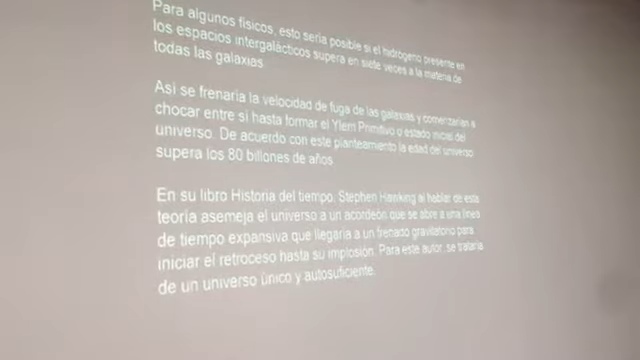 Para algunos físicos, esto sería posible si el hidrógeno presente en
los espacios intergalácticos supera en siete veces a la materia de
todas las galaxias
Así se frenaría la velocidad de fuga de las galaxias y comenzarían a
chocar entre sí hasta formar el Ylem Primitivo o estado inicial del
universo. De acuerdo con este planteamiento la edad del universo
supera los 80 billones de años
En su libro Historia del tiempo, Stephen Hawking al hablar de esta
teoría asemeja el universo a un acordeón que se abre a una línea
de tiempo expansiva que llegaría a un frenado gravitatorio para
iniciar el retroceso hasta su implosión. Para este autor, se trataría
de un universo único y autosuficiente.